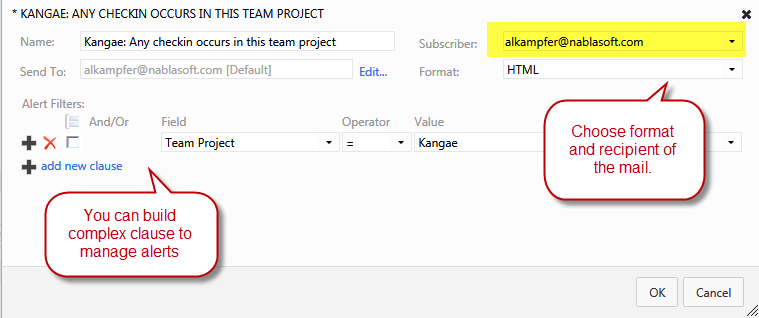 * KANGAE: ANY CHECKIN OCCURS IN THIS TEAM PROJECT
Name: Kangae: Any checkin occurs in this team project Subscriber: alkampfer@nablasoft.com
Send To: alkampfer@nablasoft.com [Default] Edit... Format: HTML
Alert Filters:
And/Or Field Operator Value
Team Project = Kangae
add new clause
Choose format
and recipient of
the mail.
You can build
complex clause to
manage alerts
OK Cancel